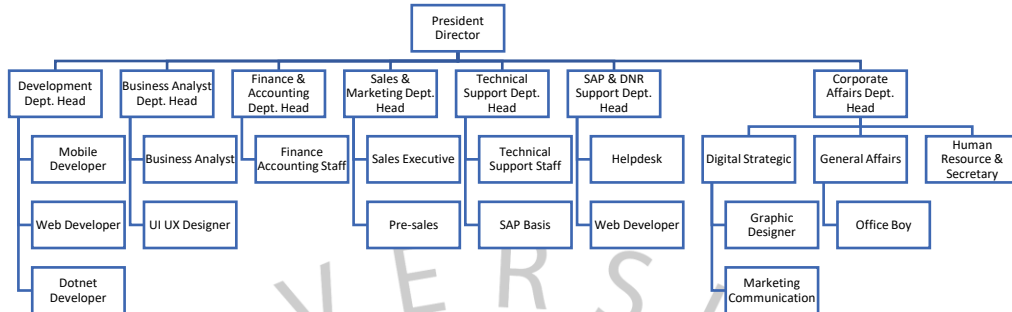 President
Director
Development
Dept. Head
Business Analyst
Dept. Head
Finance &
Accounting
Dept. Head
Sales &
Marketing Dept.
Head
Technical
Support Dept.
Head
SAP & DNR
Support Dept.
Head
Corporate
Affairs Dept.
Head
Mobile
Developer
Business Analyst
Finance
Accounting Staff
Sales Executive
Technical
Support Staff
Helpdesk
Digital Strategic
General Affairs
Human
Resource &
Secretary
Web Developer
UI UX Designer
Pre-sales
SAP Basis
Web Developer
Graphic
Designer
Office Boy
Dotnet
Developer
Marketing
Communication
V E R S